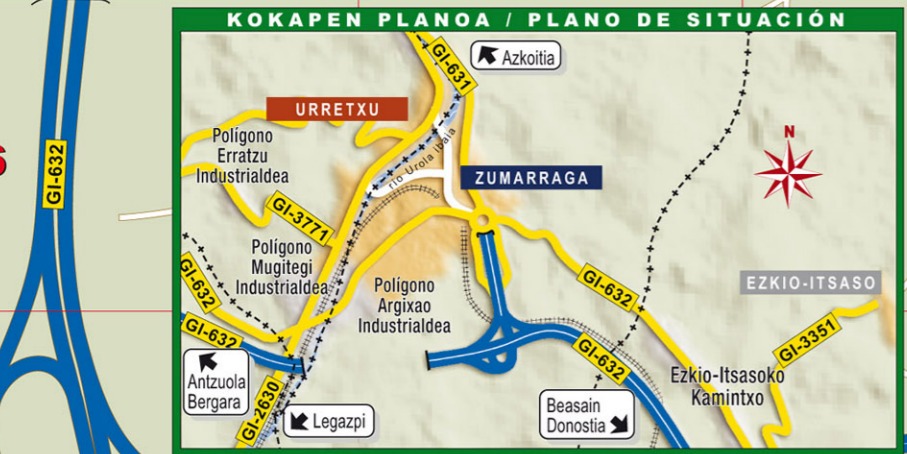 KOKAPEN PLANOA / PLANO DE SITUACIÓN
GI-631
Azkoitia
URRETXU
Polígono
Erratzu
Industrialdea
río Urola ibaia
ZUMARRAGA
N
GI-632
S
GI-3771
Polígono
Mugitegi
Industrialdea
GI-632
Polígono
Argixao
Industrialdea
GI-632
EZKIO-ITSASO
GI-632
GI-632
GI-3351
Antzuola
Bergara
Ezkio-Itsasoko
Kamintxo
GI-2630
Legazpi
Beasain
Donostia